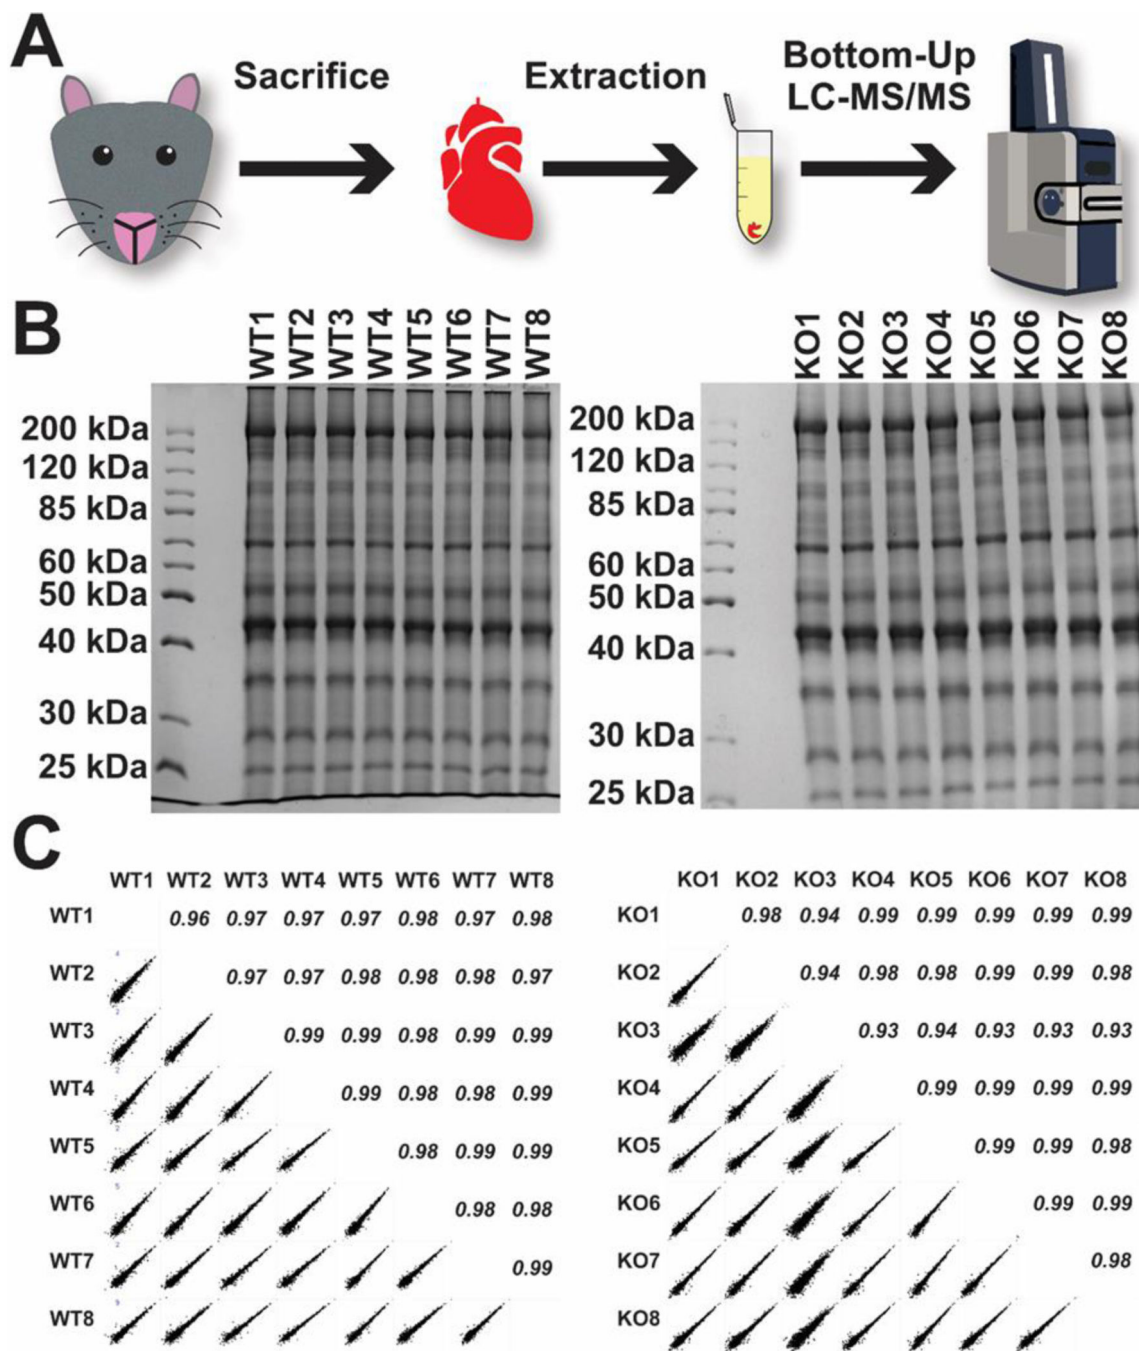 A
Sacrifice
Extraction
Bottom-Up
LC-MS/MS
B
WT1 WT2 WT3 WT4 WT5 WT6 WT7 WT8
200 kDa
120 kDa
85 kDa
60 kDa
50 kDa
40 kDa
30 kDa
25 kDa
KO1 KO2 KO3 KO4 KO5 KO6 KO7 KO8
200 kDa
120 kDa
85 kDa
60 kDa
50 kDa
40 kDa
30 kDa
25 kDa
C
WT1 WT2 WT3 WT4 WT5 WT6 WT7 WT8
WT1 0.96 0.97 0.97 0.97 0.98 0.97 0.98
WT2 0.97 0.97 0.98 0.98 0.98 0.97
WT3 0.99 0.99 0.98 0.99 0.99
WT4 0.99 0.98 0.98 0.99
WT5 0.98 0.99 0.99
WT6 0.98 0.98
WT7 0.99
WT8
KO1 KO2 KO3 KO4 KO5 KO6 KO7 KO8
KO1 0.98 0.94 0.99 0.99 0.99 0.99 0.99
KO2 0.94 0.98 0.98 0.99 0.99 0.98
KO3 0.93 0.94 0.93 0.93 0.93
KO4 0.99 0.99 0.99 0.99
KO5 0.99 0.99 0.98
KO6 0.99 0.99
KO7 0.98
KO8